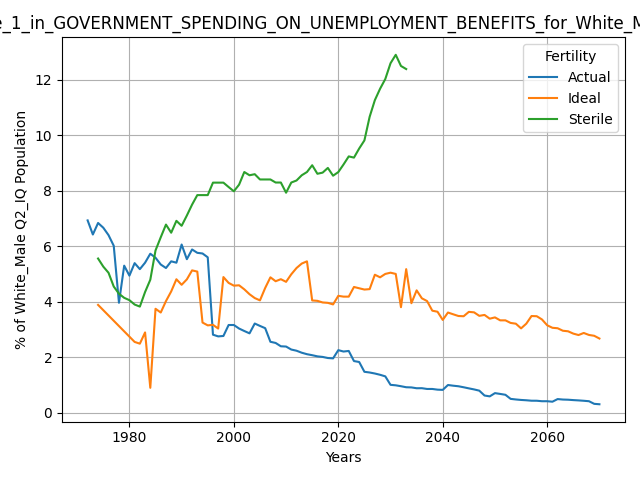 e_1_in_GOVERNMENT_SPENDING_ON_UNEMPLOYMENT_BENEFITS_for_White_M
% of White_Male Q2_IQ Population
12
10
8
6
4
2
0
Fertility
Actual
Ideal
Sterile
1980
2000
2020
2040
2060
Years